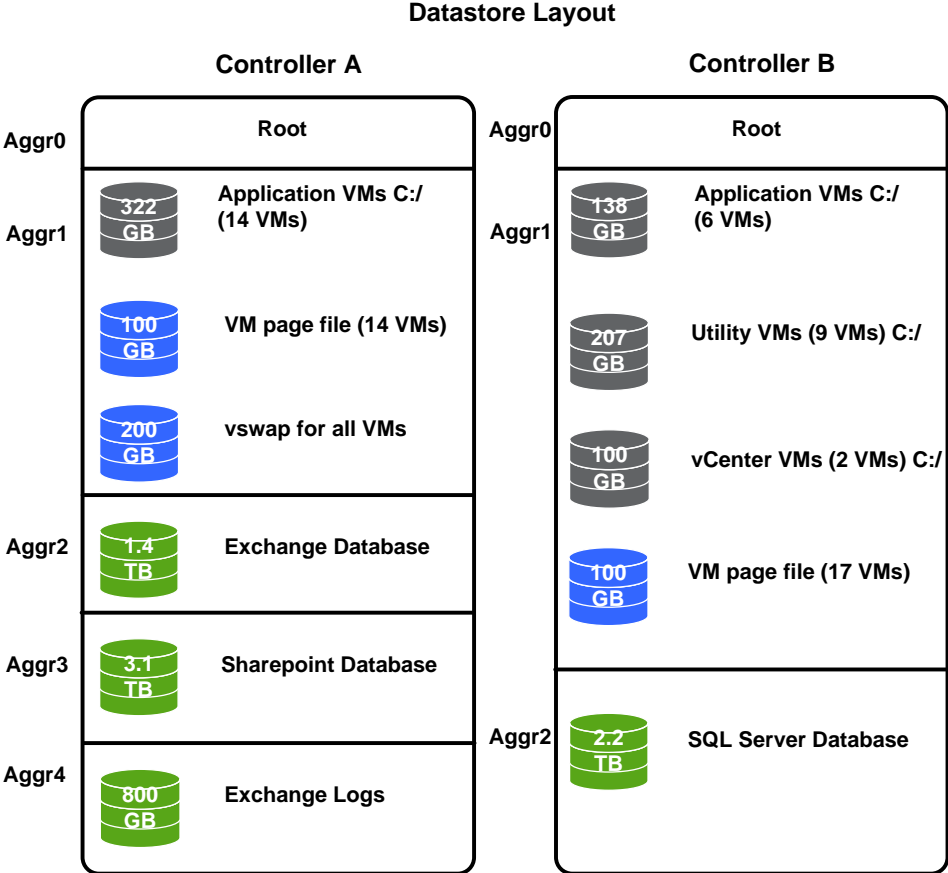 Datastore Layout
Controller A
Aggr0
Root
Aggr1
322
GB
Application VMs C:/
(14 VMs)
100
GB
VM page file (14 VMs)
200
GB
vswap for all VMs
Aggr2
1.4
TB
Exchange Database
Aggr3
3.1
TB
Sharepoint Database
Aggr4
800
GB
Exchange Logs
Controller B
Aggr0
Root
Aggr1
138
GB
Application VMs C:/
(6 VMs)
207
GB
Utility VMs (9 VMs) C:/
100
GB
vCenter VMs (2 VMs) C:/
100
GB
VM page file (17 VMs)
Aggr2
2.2
TB
SQL Server Database